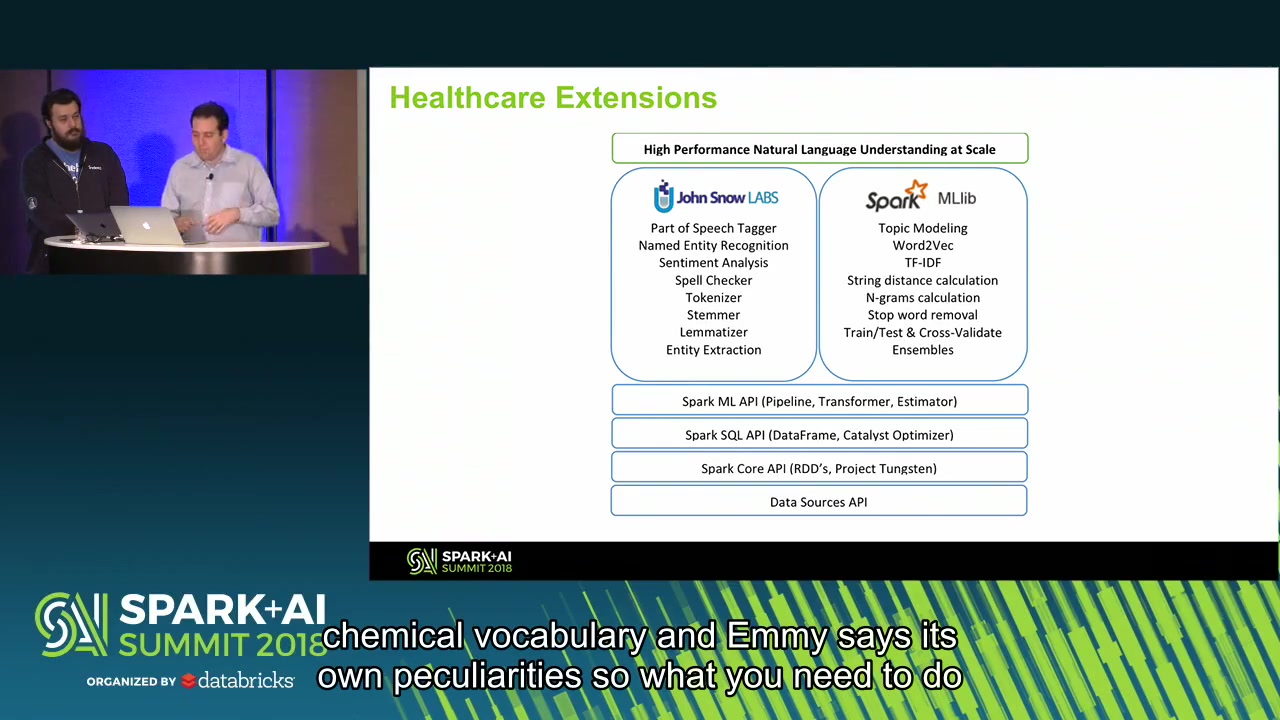 Healthcare Extensions
High Performance Natural Language Understanding at Scale
John Snow LABS
Part of Speech Tagger
Named Entity Recognition
Sentiment Analysis
Spell Checker
Tokenizer
Stemmer
Lemmatizer
Entity Extraction
Spark MLlib
Topic Modeling
Word2Vec
TF-IDF
String distance calculation
N-grams calculation
Stop word removal
Train/Test & Cross-Validate
Ensembles
Spark ML API (Pipeline, Transformer, Estimator)
Spark SQL API (DataFrame, Catalyst Optimizer)
Spark Core API (RDD's, Project Tungsten)
Data Sources API
SPARK+AI
SUMMIT 2018
SPARK+AI
SUMMIT 2018
ORGANIZED BY databricks
chemical vocabulary and Emmy says its
own peculiarities so what you need to do